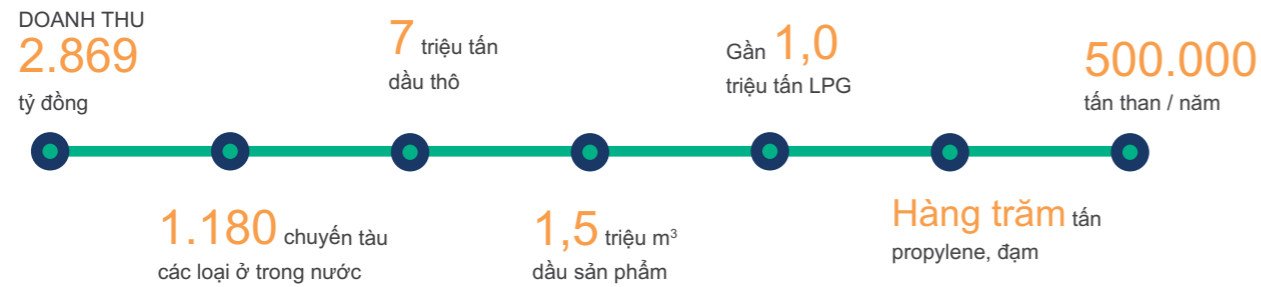 DOANH THU
2.869
tỷ đồng
1.180 chuyến tàu
các loại ở trong nước
7 triệu tấn
dầu thô
1,5 triệu m³
dầu sản phẩm
Gần 1,0
triệu tấn LPG
Hàng trăm tấn
propylene, đạm
500.000
tấn than / năm